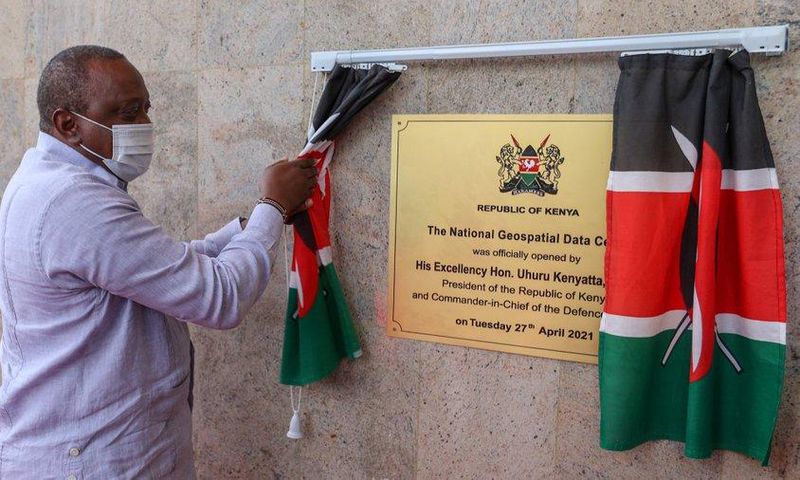 REPUBLIC OF KENYA
The National Geospatial Data Ce
was officially opened by
His Excellency Hon. Uhuru Kenyatta,
President of the Republic of Kenya
and Commander-in-Chief of the Defence
on Tuesday 27th April 2021